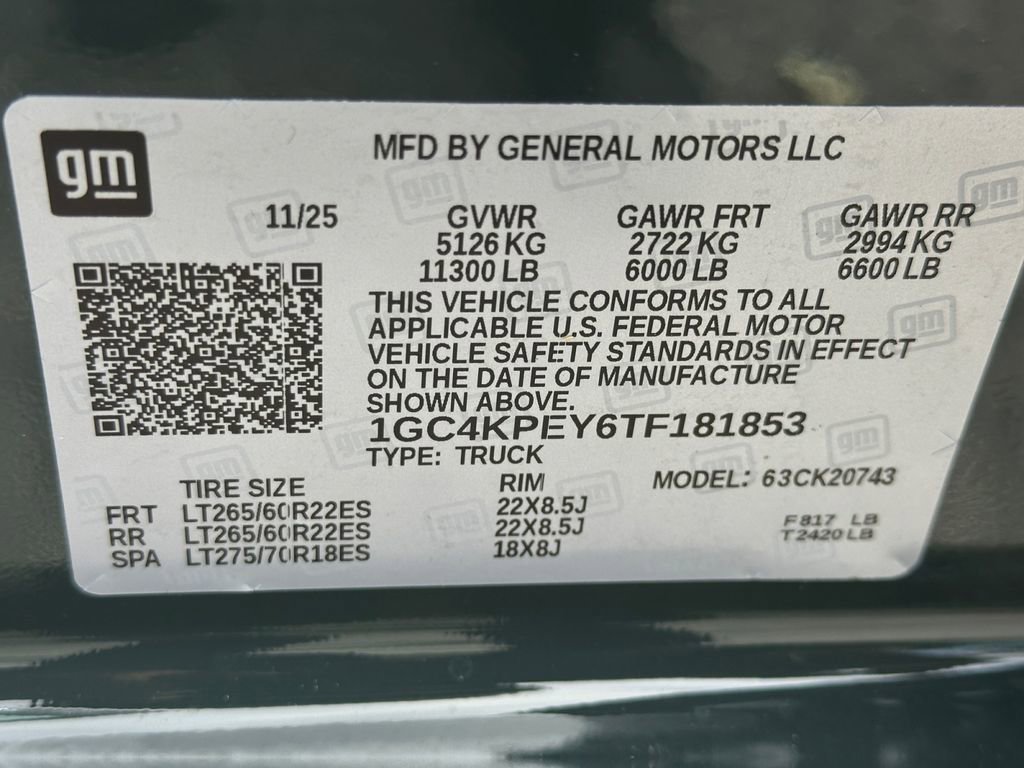 gm
MFD BY GENERAL MOTORS LLC
11/25 GVWR GAWR FRT GAWR RR
5126 KG 2722 KG 2994 KG
11300 LB 6000 LB 6600 LB
THIS VEHICLE CONFORMS TO ALL
APPLICABLE U.S. FEDERAL MOTOR
VEHICLE SAFETY STANDARDS IN EFFECT
ON THE DATE OF MANUFACTURE
SHOWN ABOVE.
1GC4KPEY6TF181853
TYPE: TRUCK
TIRE SIZE RIM MODEL: 63CK20743
FRT LT265/60R22ES 22X8.5J
RR LT265/60R22ES 22X8.5J
SPA LT275/70R18ES 18X8J
F 817 LB
T 2420 LB